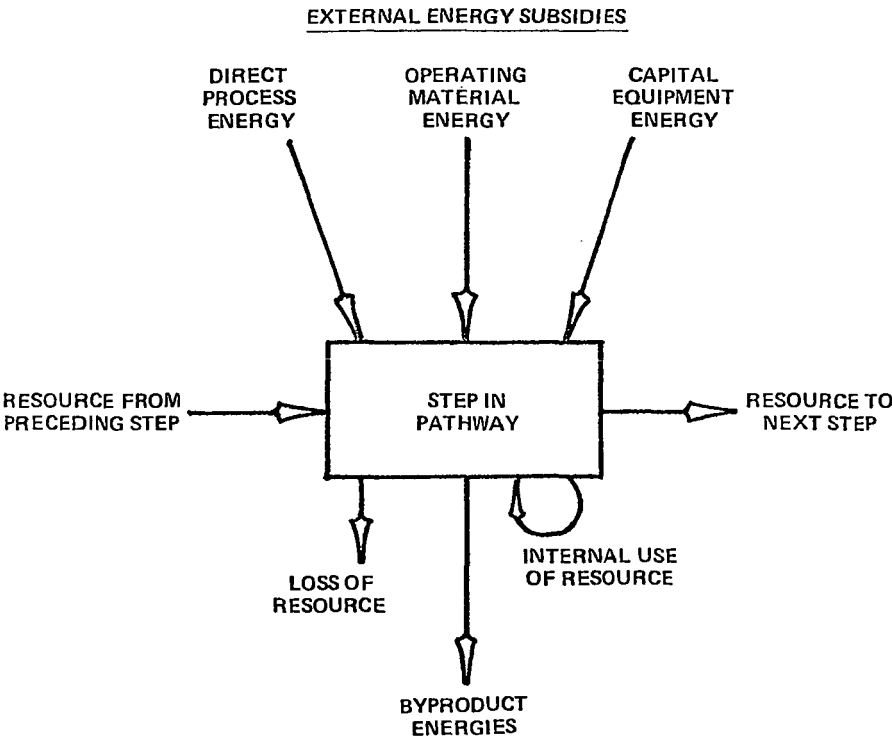 EXTERNAL ENERGY SUBSIDIES
DIRECT
PROCESS
ENERGY
OPERATING
MATERIAL
ENERGY
CAPITAL
EQUIPMENT
ENERGY
RESOURCE FROM
PRECEDING STEP
STEP IN
PATHWAY
RESOURCE TO
NEXT STEP
LOSS OF
RESOURCE
INTERNAL USE
OF RESOURCE
BYPRODUCT
ENERGIES